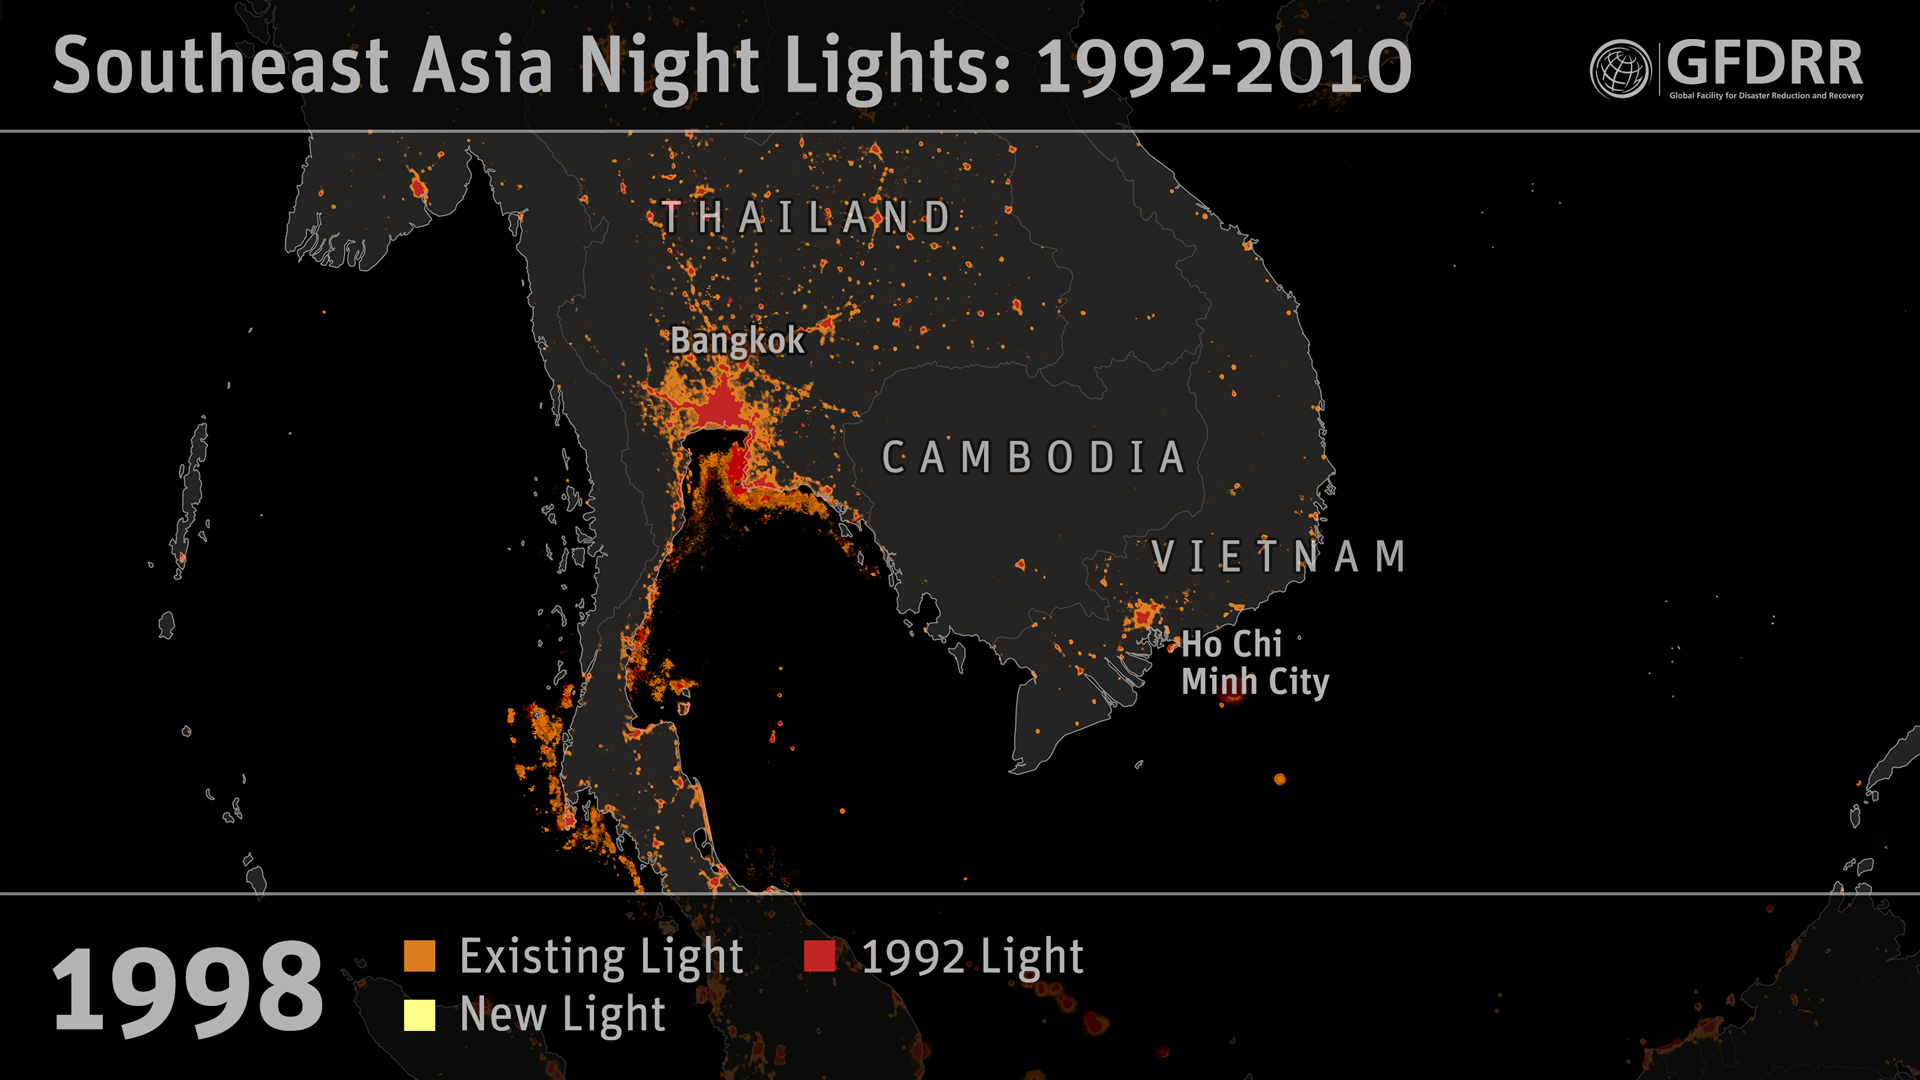 Southeast Asia Night Lights: 1992-2010
GFDRR
Global Facility for Disaster Reduction and Recovery
THAILAND
Bangkok
CAMBODIA
VIETNAM
Ho Chi
Minh City
1998
Existing Light
1992 Light
New Light